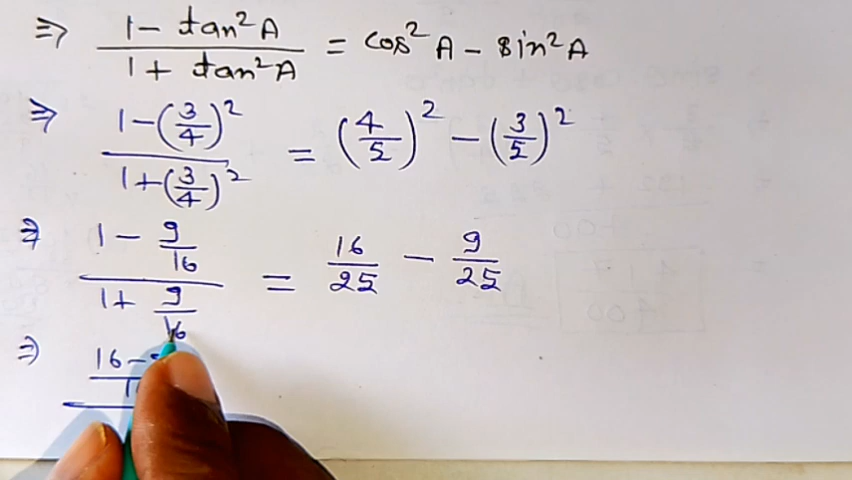 ⇒ (1 - tan²A)/(1 + tan²A) = cos²A - sin²A
⇒ (1-(3/4)²)/(1+(3/4)²) = (4/5)² - (3/5)²
⇒ (1 - 9/16)/(1 + 9/16) = 16/25 - 9/25
⇒ 16-